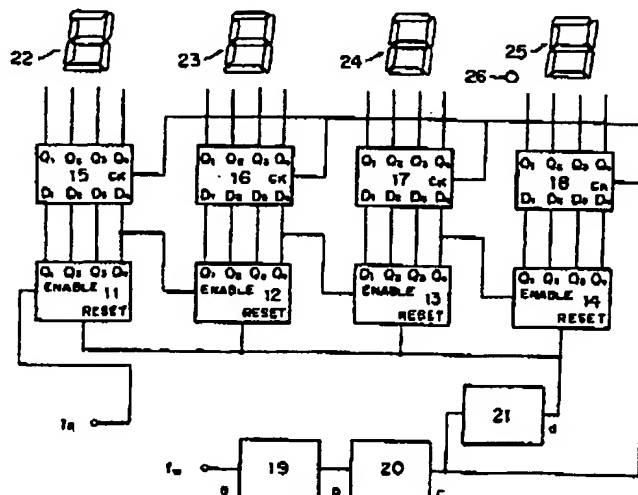 22
23
24
25
26
Q1 Q2 Q3 Q4
15 CK
D1 D2 D3 D4
Q1 Q2 Q3 Q4
16 CK
D1 D2 D3 D4
Q1 Q2 Q3 Q4
17 CK
D1 D2 D3 D4
Q1 Q2 Q3 Q4
18 CK
D1 D2 D3 D4
Q1 Q2 Q3 Q4
ENABLE 11
RESET
Q1 Q2 Q3 Q4
ENABLE 12
RESET
D1 Q2 Q3 Q4
ENABLE 13
RESET
Q1 Q2 Q3 Q4
ENABLE 14
RESET
21
d
19
20